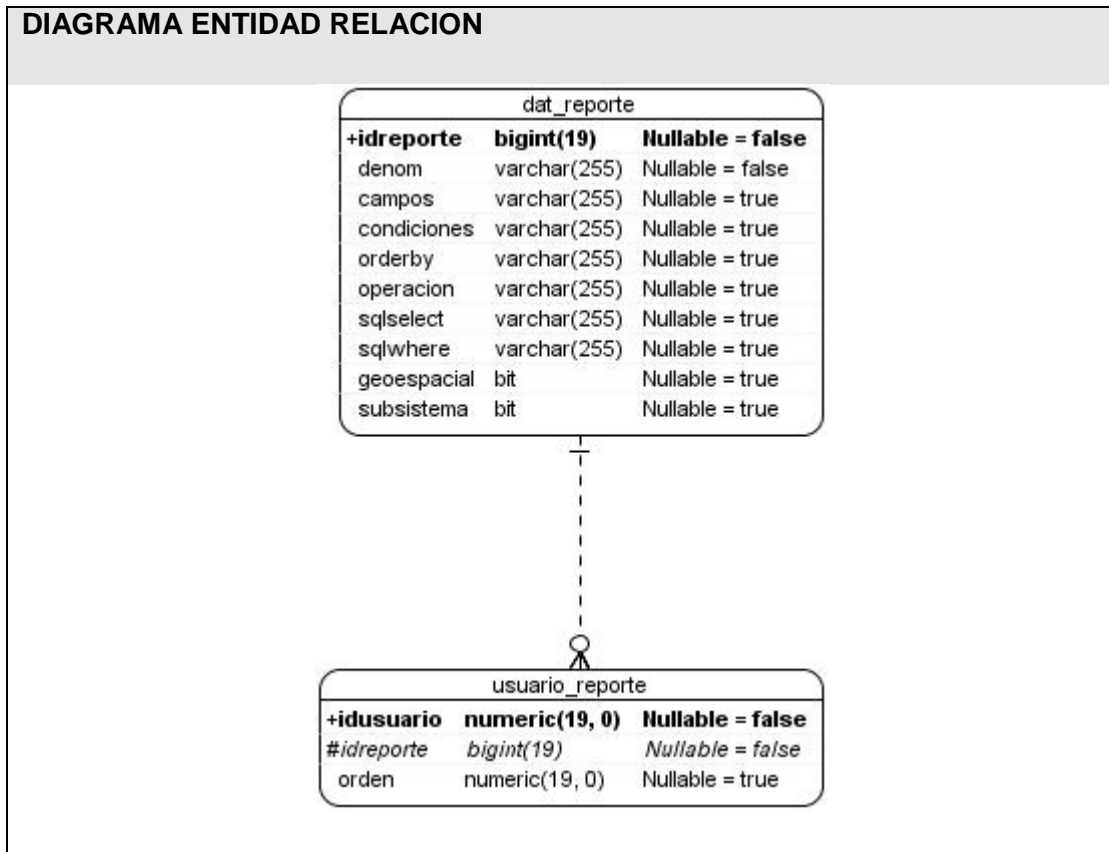 DIAGRAMA ENTIDAD RELACION
dat_reporte
+idreporte bigint(19) Nullable = false
denom varchar(255) Nullable = false
campos varchar(255) Nullable = true
condiciones varchar(255) Nullable = true
orderby varchar(255) Nullable = true
operacion varchar(255) Nullable = true
sqlselect varchar(255) Nullable = true
sqlwhere varchar(255) Nullable = true
geoespacial bit Nullable = true
subsistema bit Nullable = true
usuario_reporte
+idusuario numeric(19, 0) Nullable = false
#idreporte bigint(19) Nullable = false
orden numeric(19, 0) Nullable = true